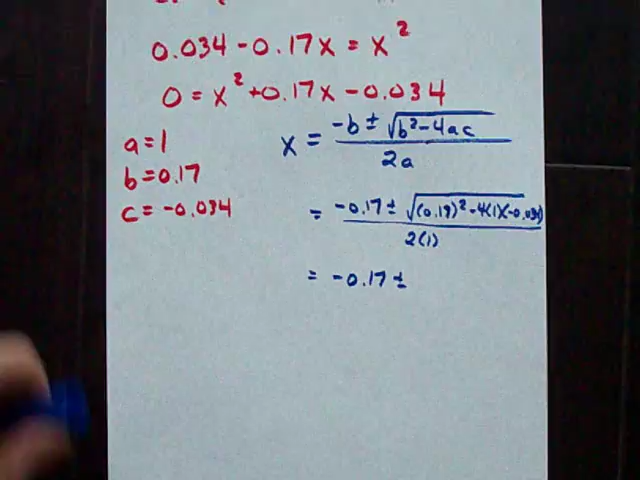 0.034 - 0.17x = x²
0 = x² + 0.17x - 0.034
a = 1
b = 0.17
c = -0.034
x = -b ± √b² - 4ac / 2a
= -0.17 ± √(0.17)² - 4(1)(-0.034) / 2(1)
= -0.17 ±